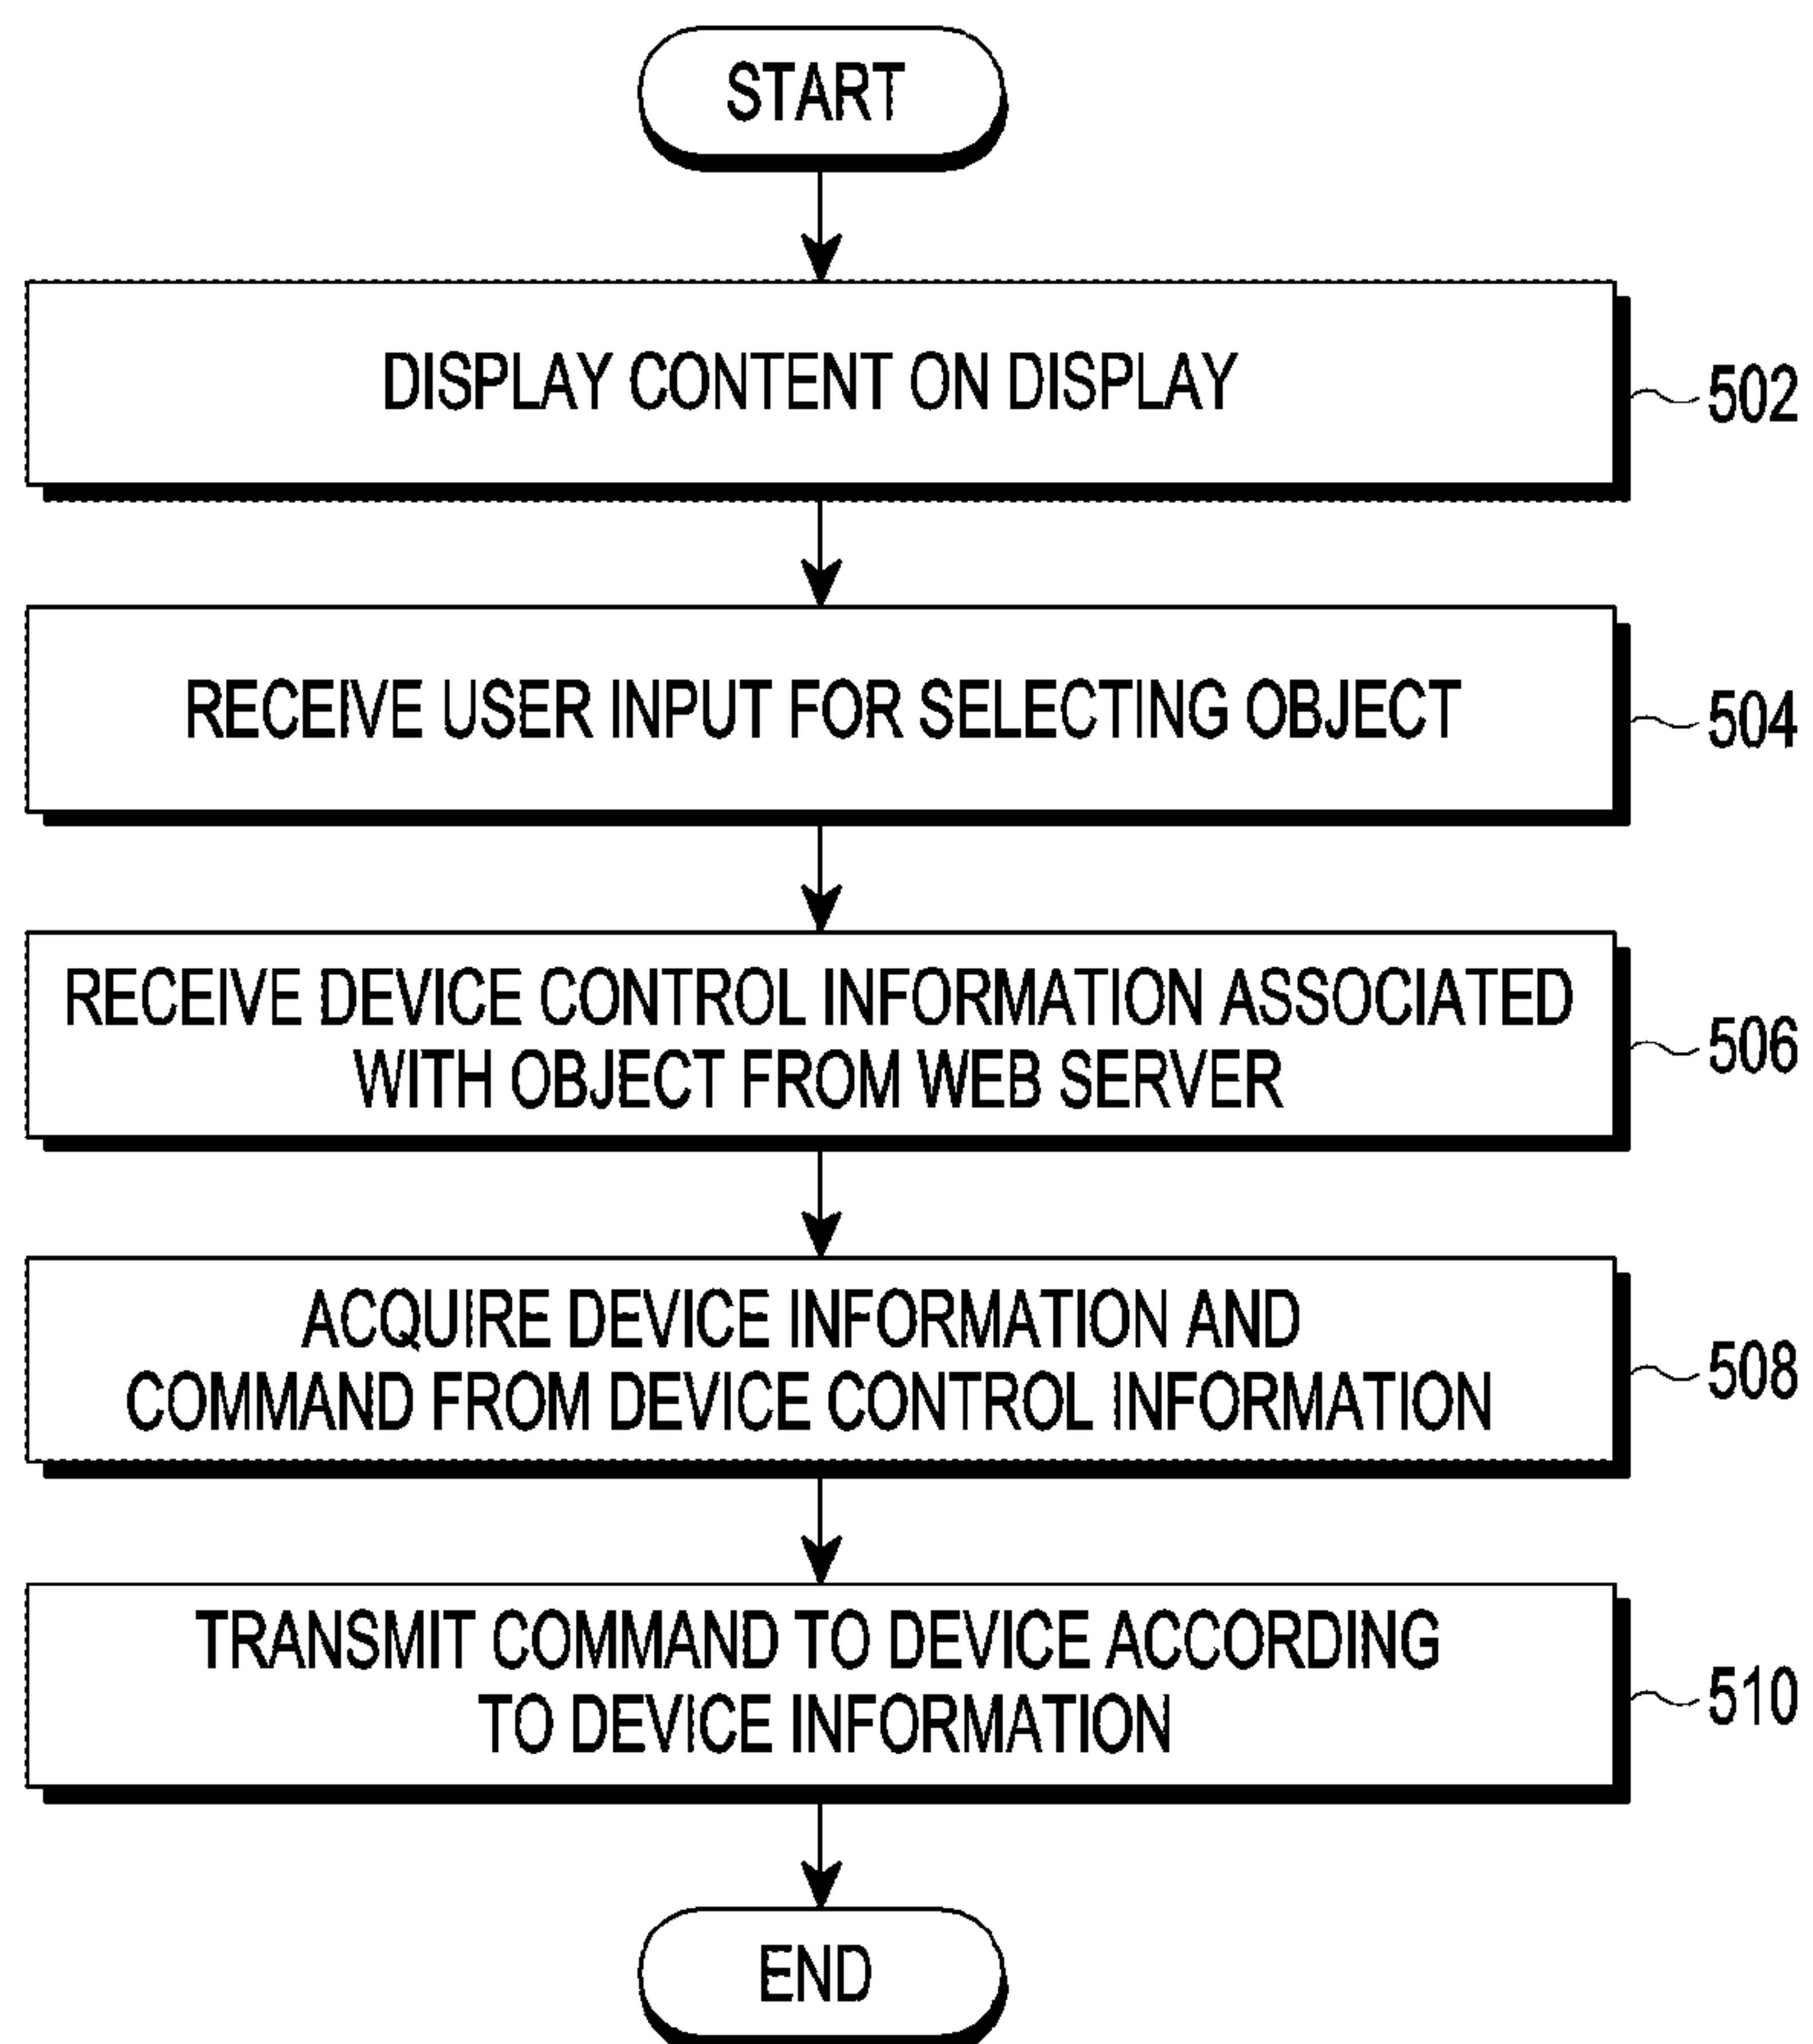 START
DISPLAY CONTENT ON DISPLAY
502
RECEIVE USER INPUT FOR SELECTING OBJECT
504
RECEIVE DEVICE CONTROL INFORMATION ASSOCIATED
WITH OBJECT FROM WEB SERVER
506
ACQUIRE DEVICE INFORMATION AND
COMMAND FROM DEVICE CONTROL INFORMATION
508
TRANSMIT COMMAND TO DEVICE ACCORDING
TO DEVICE INFORMATION
510
END